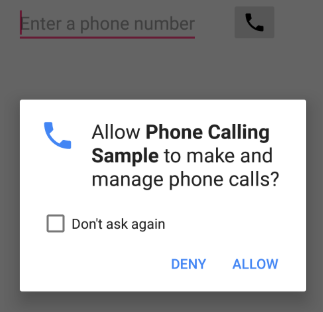 Enter a phone number
Allow Phone Calling
Sample to make and
manage phone calls?
Don't ask again
DENY ALLOW